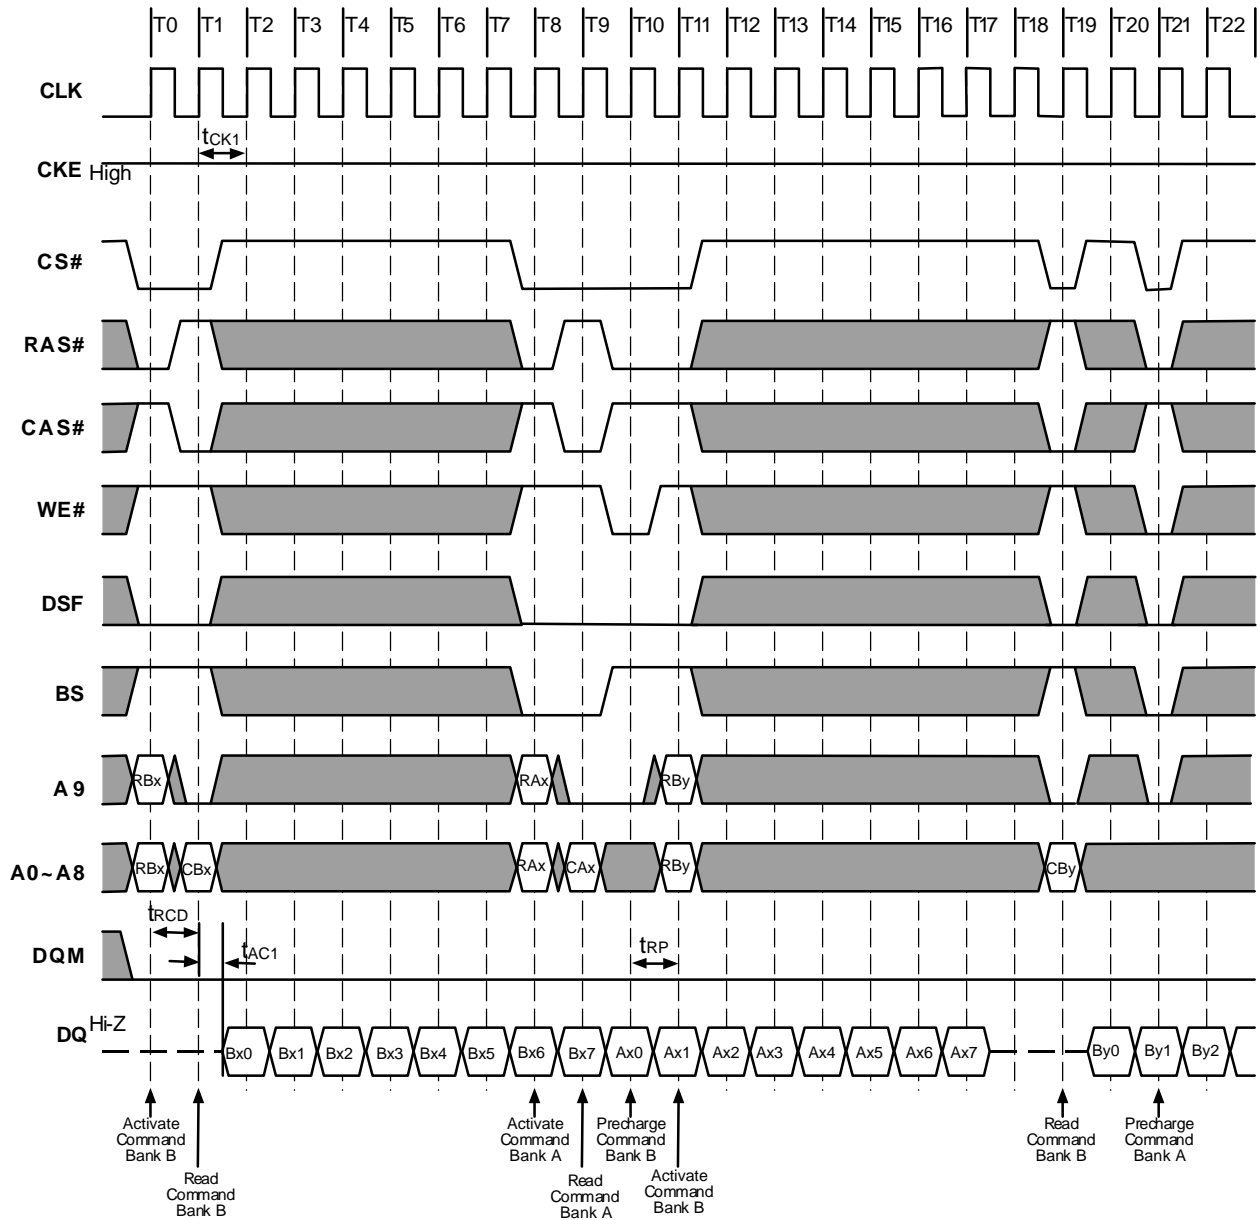 T0 T1 T2 T3 T4 T5 T6 T7 T8 T9 T10 T11 T12 T13 T14 T15 T16 T17 T18 T19 T20 T21 T22
CLK
tCK1
CKE High
CS#
RAS#
CAS#
WE#
DSF
BS
A9 RBx RAx RBy
A0~A8 RBx CBx RAx CAx RBy CBy
tRCD
tAC1
tRP
DQM
DQ Hi-Z
Bx0 Bx1 Bx2 Bx3 Bx4 Bx5 Bx6 Bx7 Ax0 Ax1 Ax2 Ax3 Ax4 Ax5 Ax6 Ax7 By0 By1 By2
Activate
Command
Bank B
Read
Command
Bank B
Activate
Command
Bank A
Read
Command
Bank A
Precharge
Command
Bank B
Activate
Command
Bank B
Read
Command
Bank B
Precharge
Command
Bank A